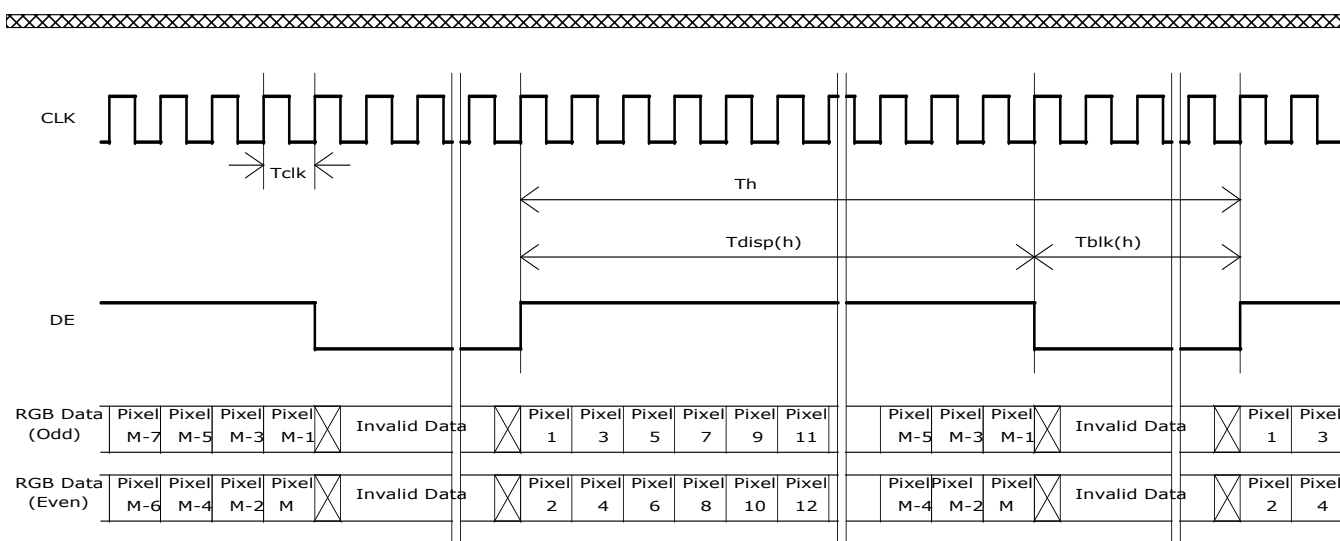 CLK
Tclk
Th
Tdisp(h) Tblk(h)
DE
RGB Data (Odd) Pixel M-7 Pixel M-5 Pixel M-3 Pixel M-1 Invalid Data Pixel 1 Pixel 3 Pixel 5 Pixel 7 Pixel 9 Pixel 11 Pixel M-5 Pixel M-3 Pixel M-1 Invalid Data Pixel 1 Pixel 3
RGB Data (Even) Pixel M-6 Pixel M-4 Pixel M-2 Pixel M Invalid Data Pixel 2 Pixel 4 Pixel 6 Pixel 8 Pixel 10 Pixel 12 Pixel M-4 Pixel M-2 Pixel M Invalid Data Pixel 2 Pixel 4